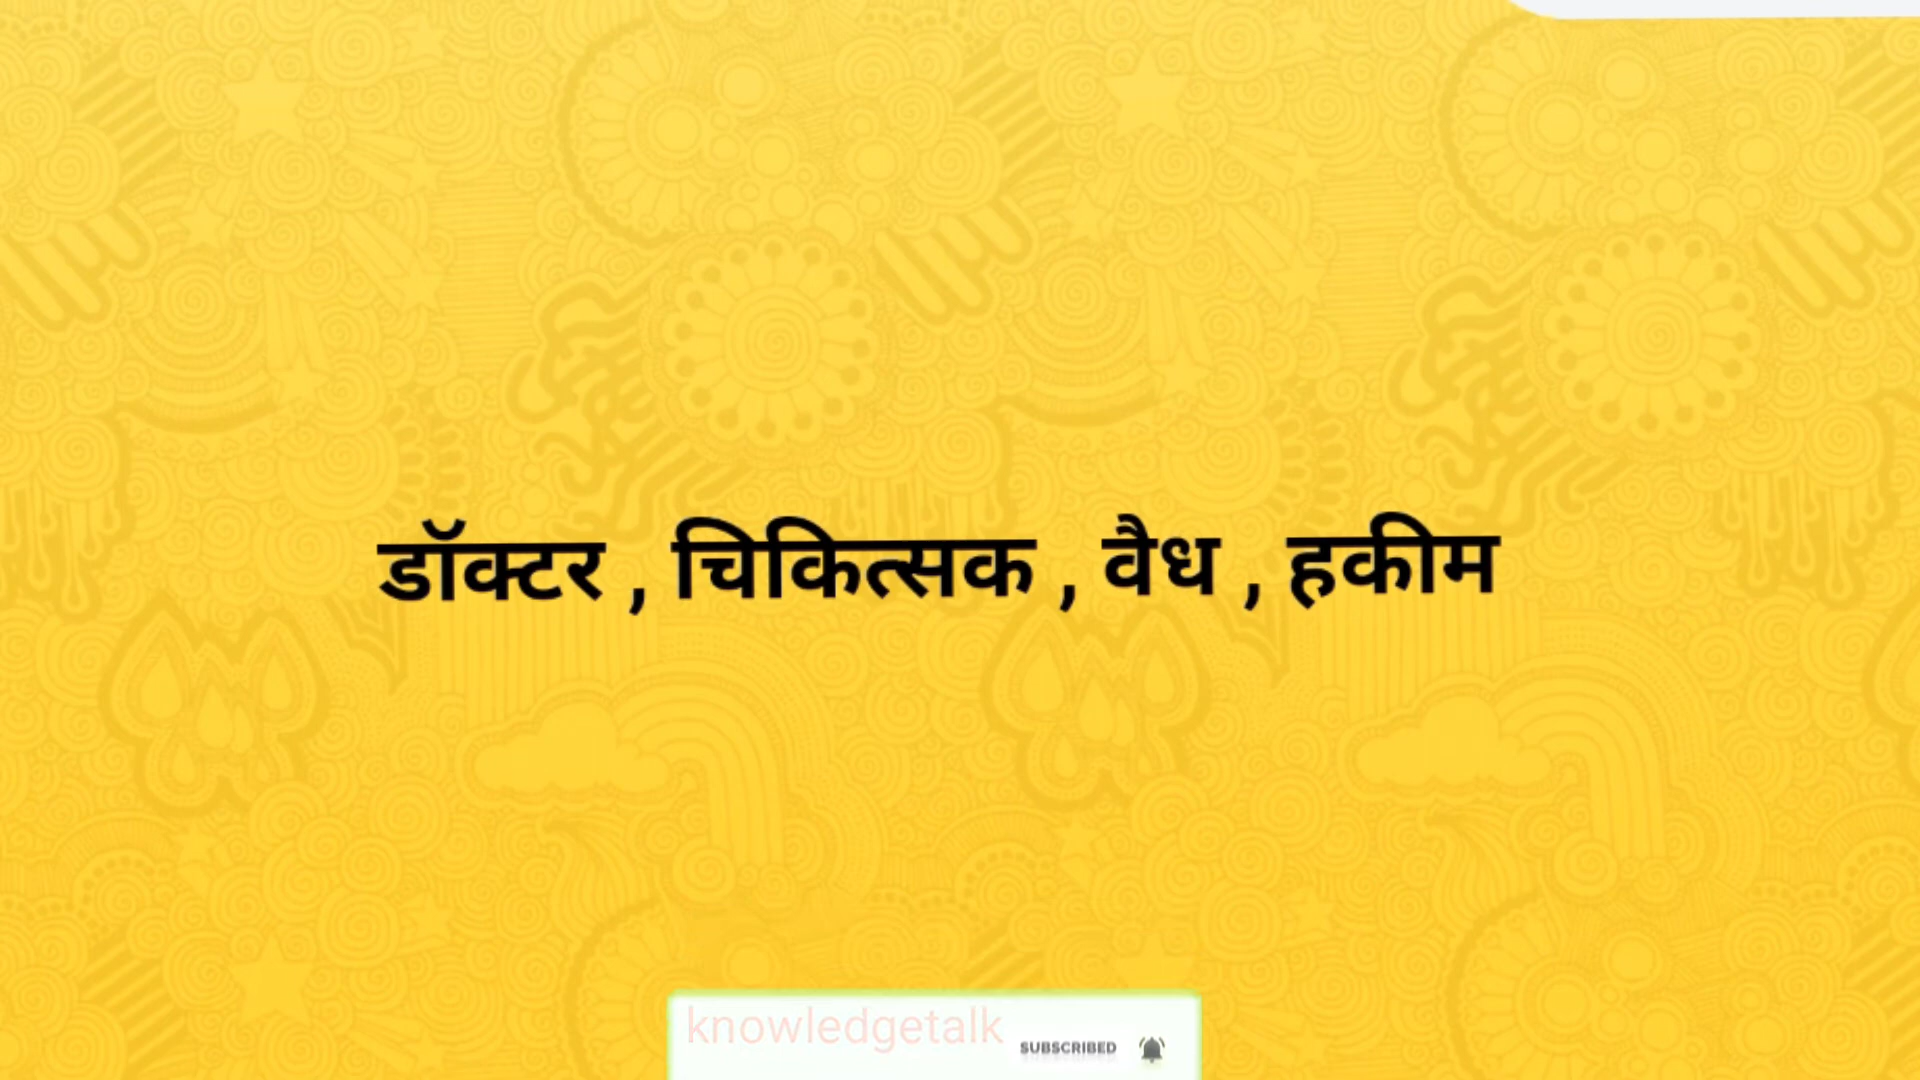 डॉक्टर , चिकित्सक , वैध , हकीम
knowledgetalk
SUBSCRIBED